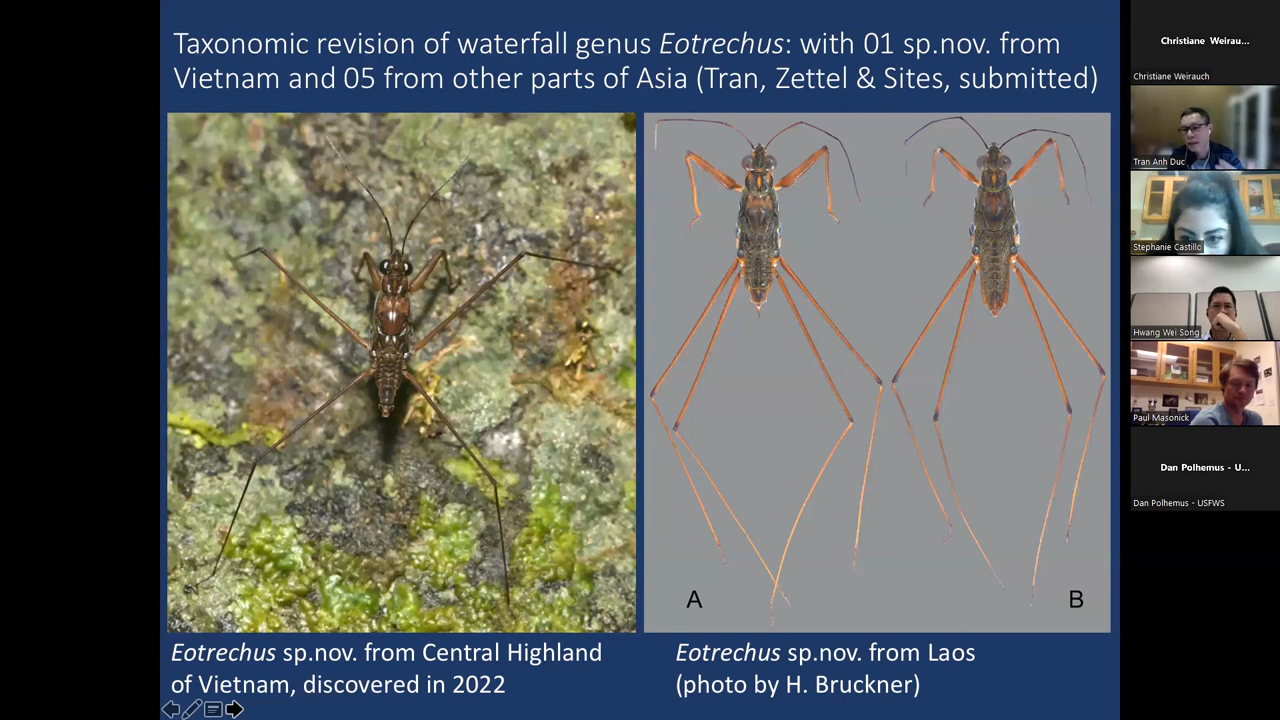 Taxonomic revision of waterfall genus Eotrechus: with 01 sp.nov. from
Vietnam and 05 from other parts of Asia (Tran, Zettel & Sites, submitted)
A
B
Eotrechus sp.nov. from Central Highland
of Vietnam, discovered in 2022
Eotrechus sp.nov. from Laos
(photo by H. Bruckner)
Christiane Weirau...
Christiane Weirauch
Tran Anh Duc
Stephanie Castillo
Hwang Wei Song
Paul Masonick
Dan Polhemus - U...
Dan Polhemus - USFWS